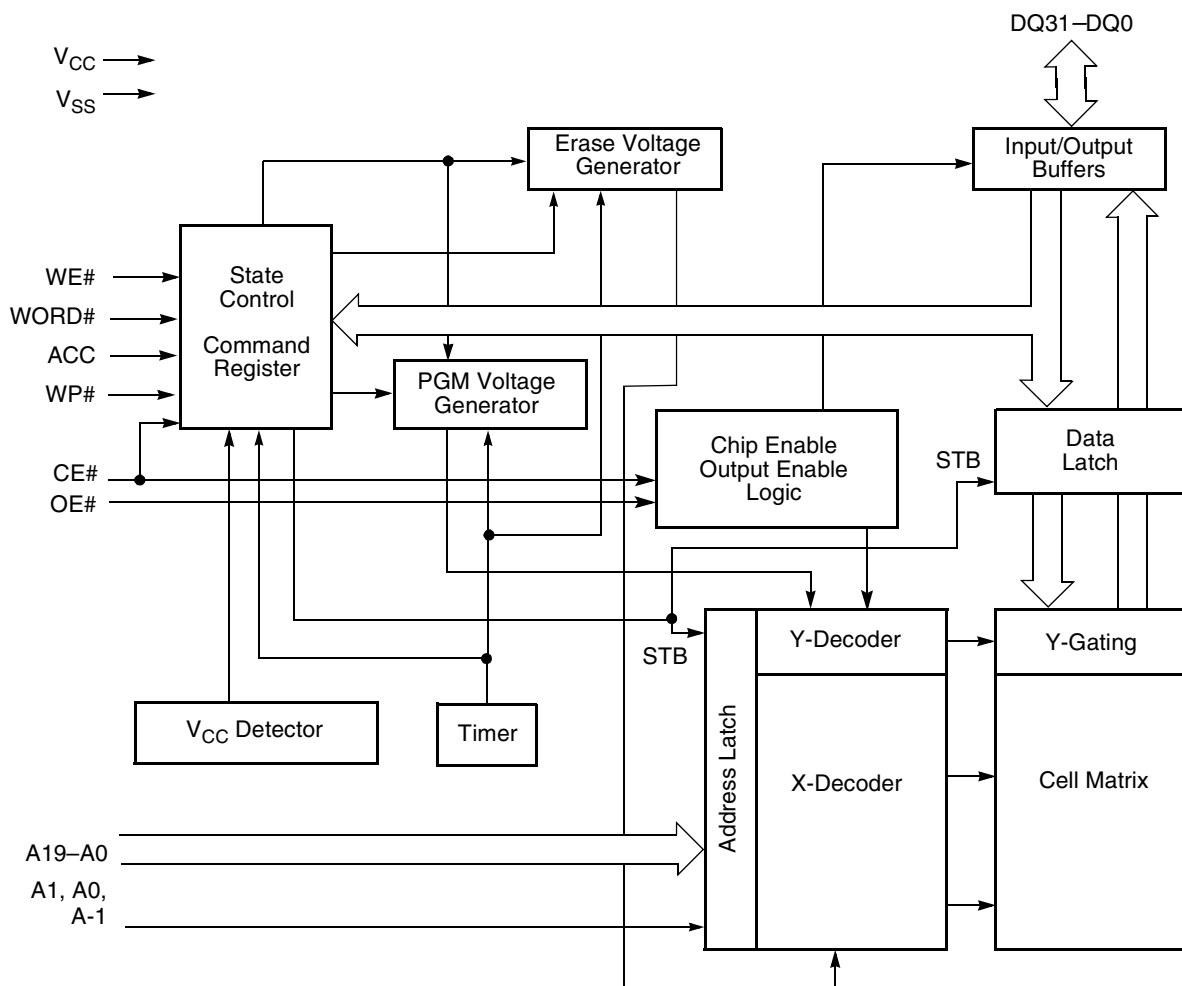 DQ31–DQ0
VCC
VSS
Erase Voltage
Generator
Input/Output
Buffers
WE#
WORD#
ACC
WP#
CE#
OE#
State
Control
Command
Register
PGM Voltage
Generator
Chip Enable
Output Enable
Logic
STB
Data
Latch
STB
Y-Decoder
Y-Gating
VCC Detector
Timer
Address Latch
X-Decoder
Cell Matrix
A19–A0
A1, A0,
A-1